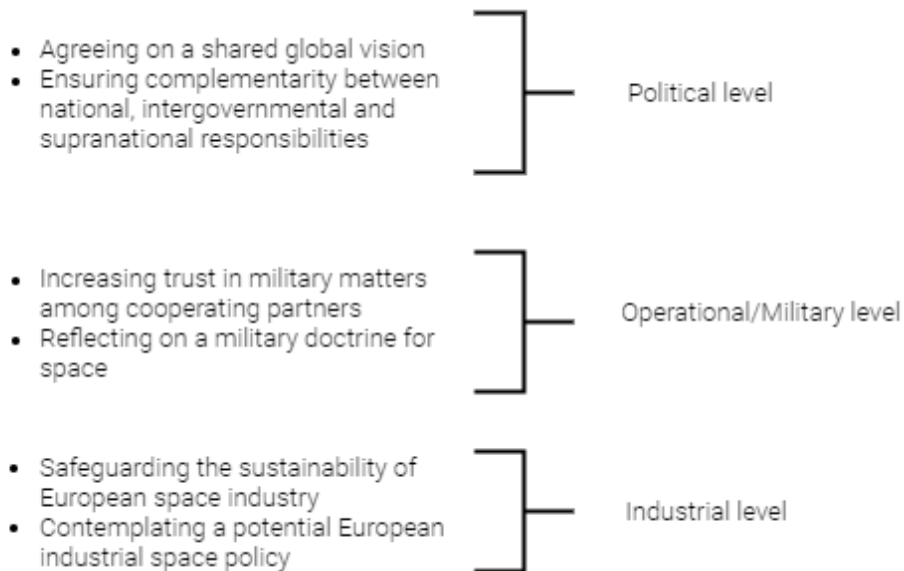 • Agreeing on a shared global vision
• Ensuring complementarity between
national, intergovernmental and
supranational responsibilities
Political level
• Increasing trust in military matters
among cooperating partners
• Reflecting on a military doctrine for
space
Operational/Military level
• Safeguarding the sustainability of
European space industry
• Contemplating a potential European
industrial space policy
Industrial level